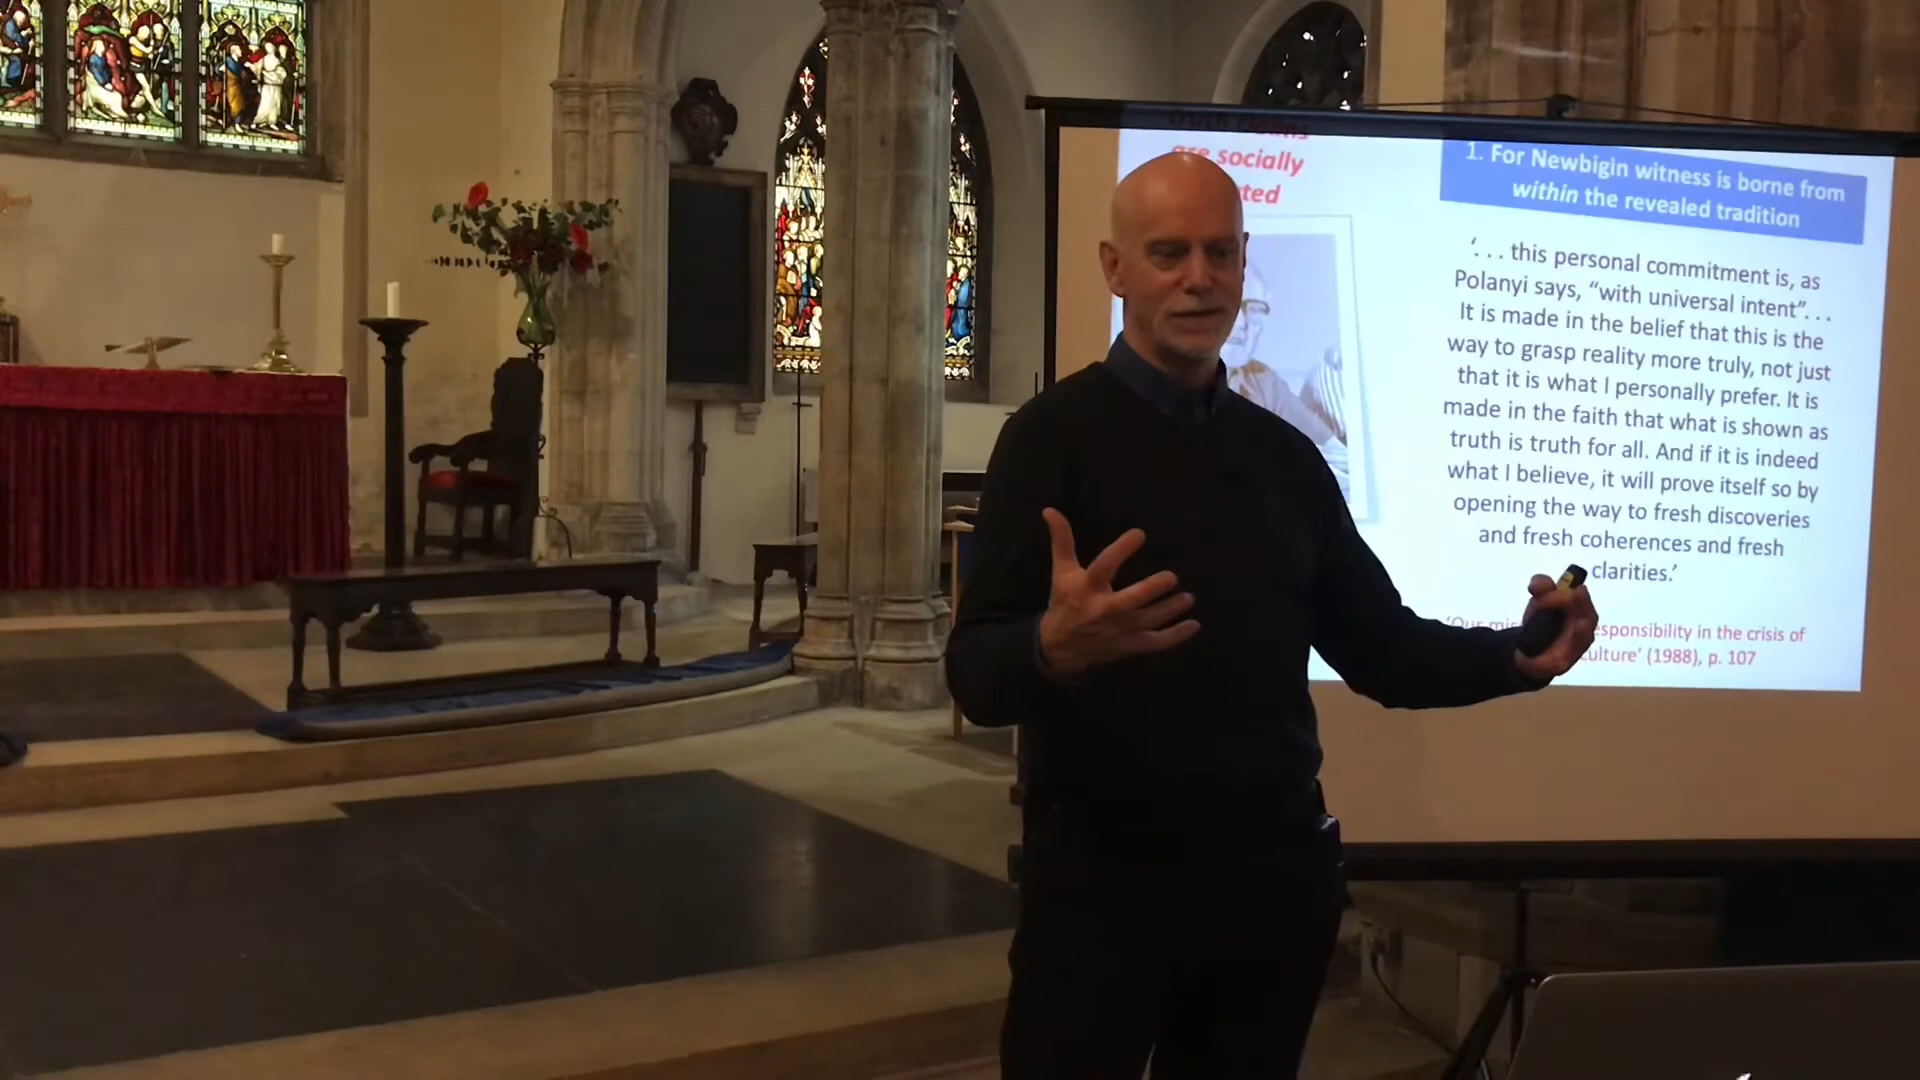 are socially
1. For Newbigin witness is borne from
within the revealed tradition
‘. . . this personal commitment is, as
Polanyi says, “with universal intent”. . .
It is made in the belief that this is the
way to grasp reality more truly, not just
that it is what I personally prefer. It is
made in the faith that what is shown as
truth is truth for all. And if it is indeed
what I believe, it will prove itself so by
opening the way to fresh discoveries
and fresh coherences and fresh
clarities.’
‘Our esponsibility in the crisis of
culture’ (1988), p. 107